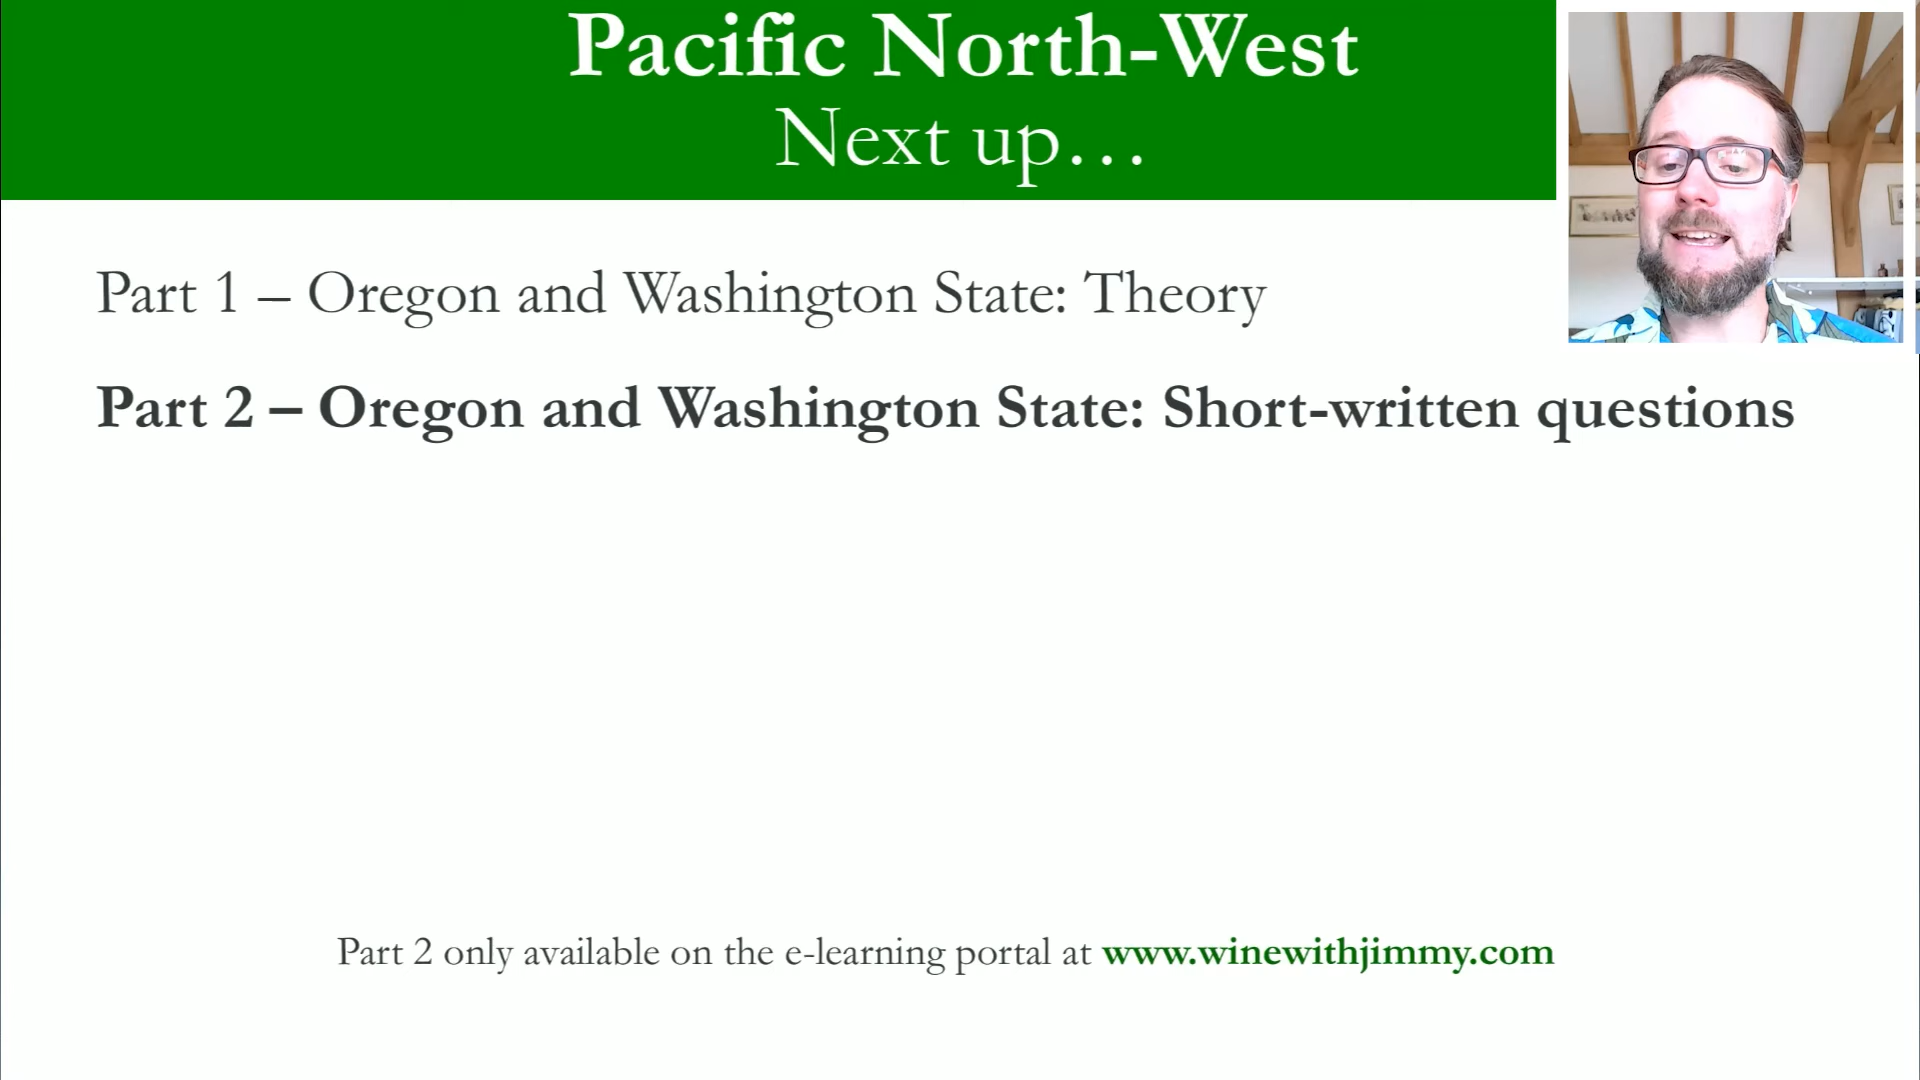 Pacific North-West
Next up…
Part 1 – Oregon and Washington State: Theory
Part 2 – Oregon and Washington State: Short-written questions
Part 2 only available on the e-learning portal at www.winewithjimmy.com